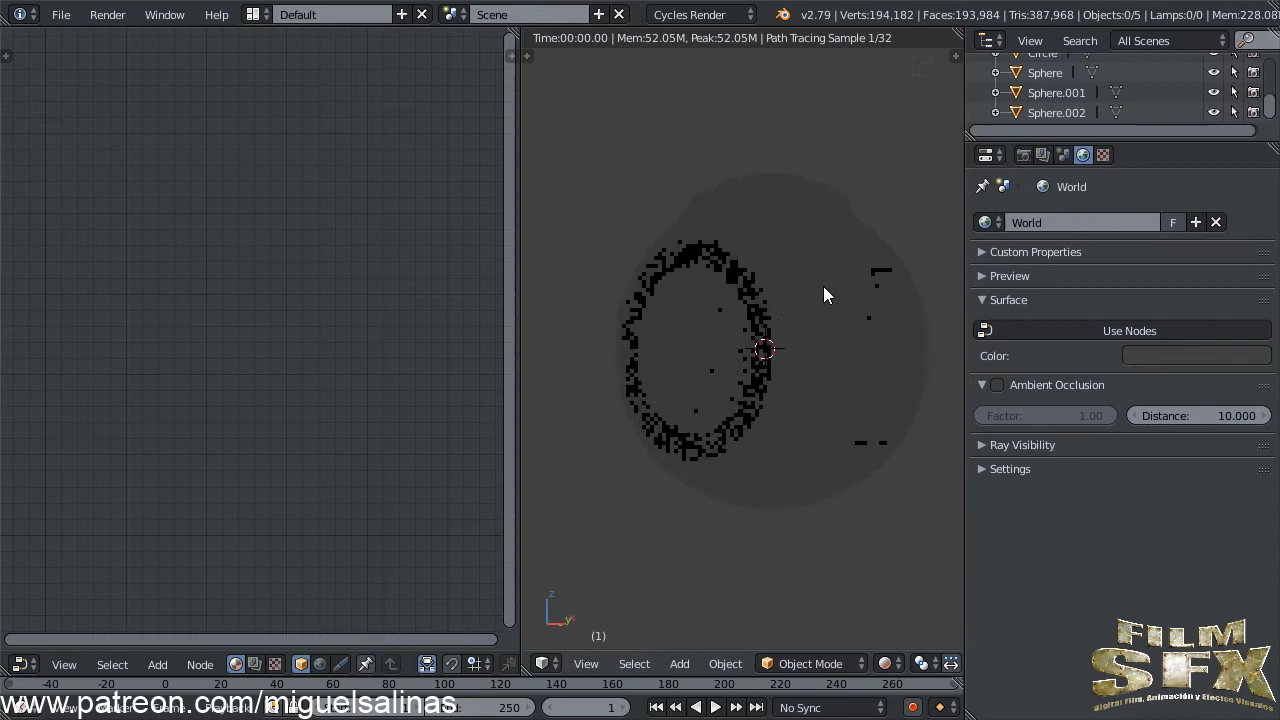 File Render Window Help Default Scene Cycles Render v2.79 | Verts:194,182 | Faces:193,984 | Tris:387,968 | Objects:0/5 | Lamps:0/0 | Mem:228.08
Time:00:00.00 | Mem:52.05M, Peak:52.05M | Path Tracing Sample 1/32
View Search All Scenes
Circle
Sphere
Sphere.001
Sphere.002
World
World F
Custom Properties
Preview
Surface
Use Nodes
Color:
Ambient Occlusion
Factor: 1.00 Distance: 10.000
Ray Visibility
Settings
z
y
(1)
View Select Add Node
View Select Add Object Object Mode
-40 -20 0 20 40 60 80 100 120 140 160 180 200 220 240 260
250 1 No Sync
www.patreon.com/miguelsalinas
FILM
SFX
Digital Film, Animación y Efectos Visuales